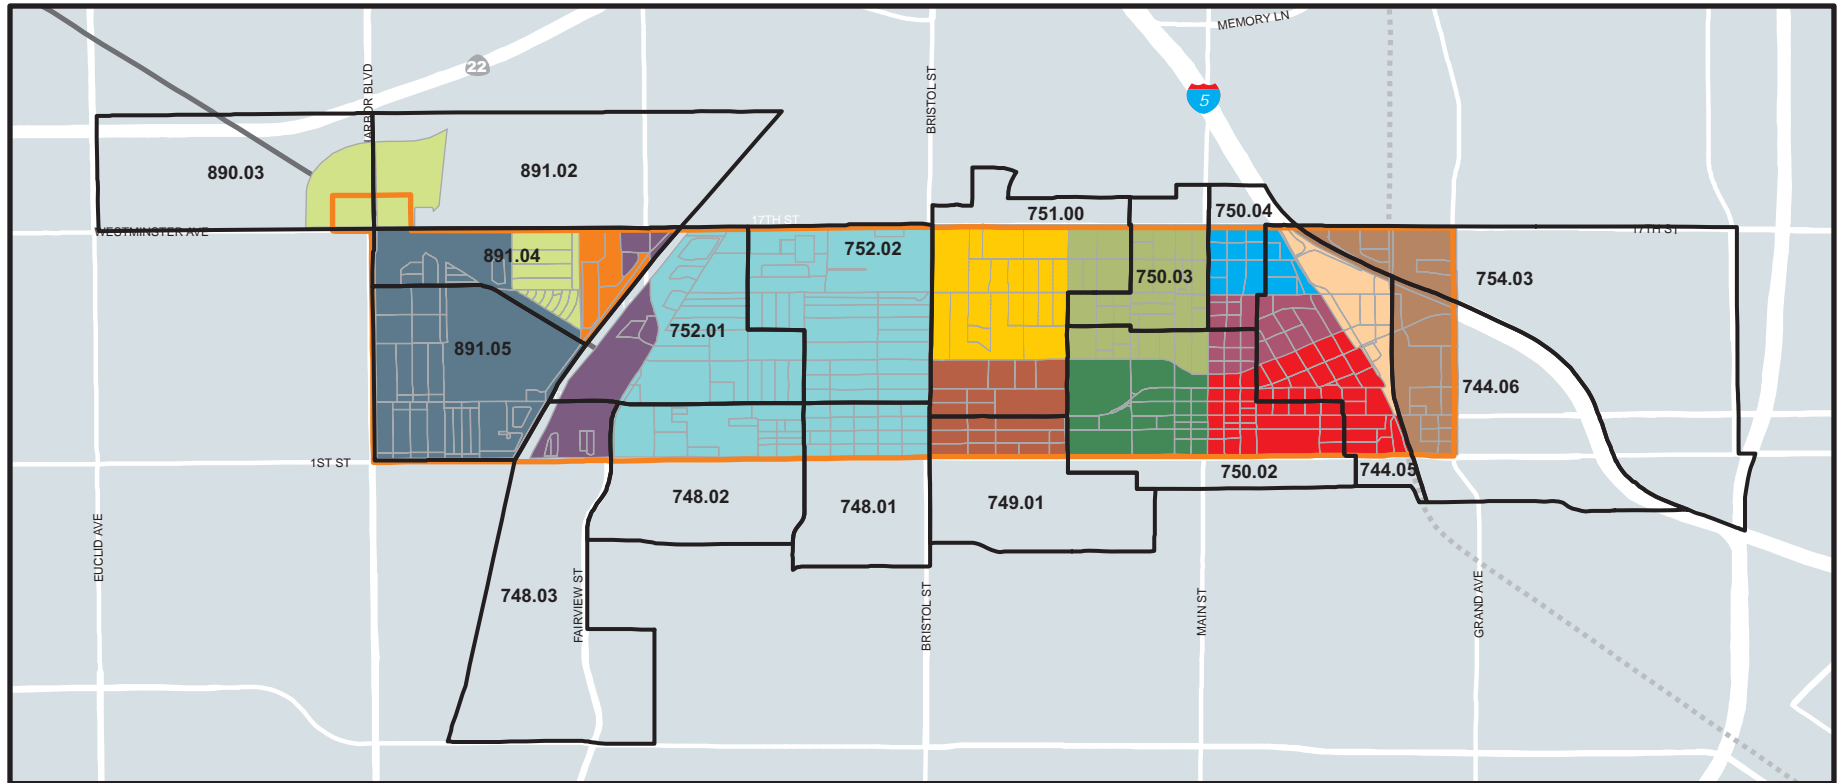 MEMORY LN
22
HARBOR BLVD
BRISTOL ST
5
890.03
891.02
751.00
750.04
17TH ST
WESTMINSTER AVE
17TH ST
891.04
752.02
750.03
754.03
752.01
891.05
744.06
1ST ST
750.02
744.05
748.02
748.01
749.01
EUCLID AVE
748.03
FAIRVIEW ST
BRISTOL ST
MAIN ST
GRAND AVE